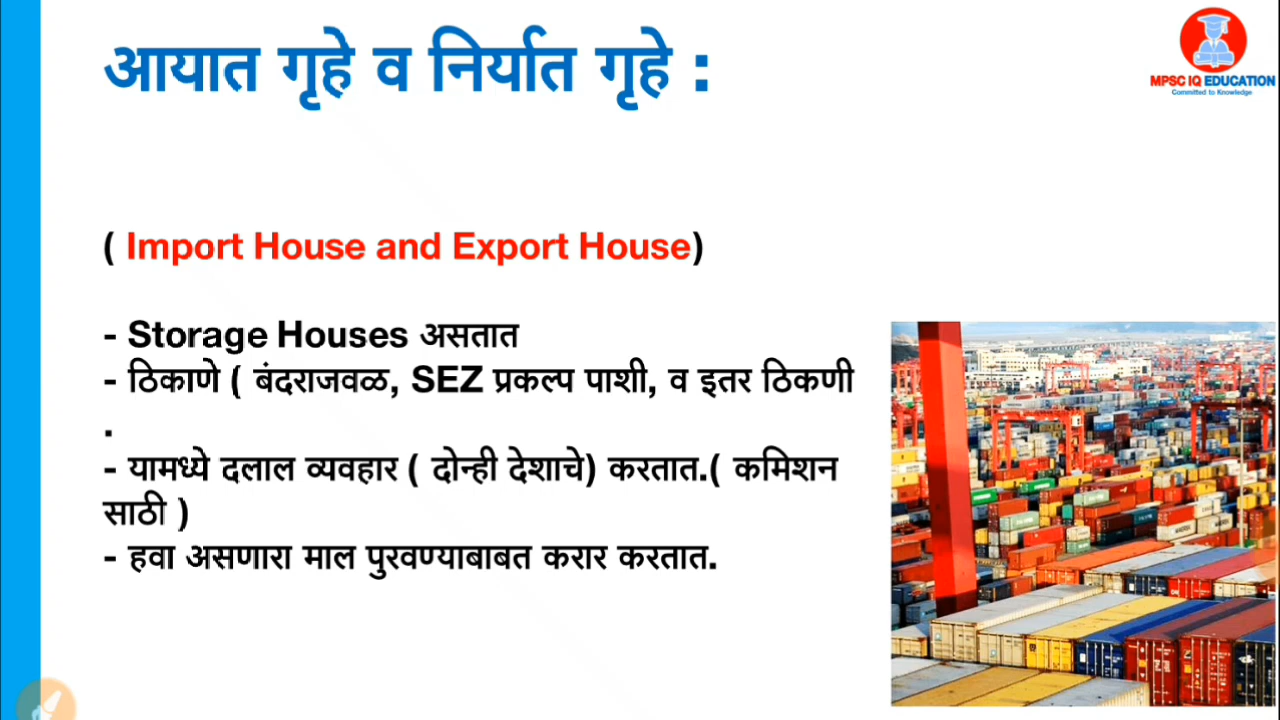 आयात गृहे व निर्यात गृहे :
MPSC IQ EDUCATION
Committed to Knowledge
( Import House and Export House)
- Storage Houses असतात
- ठिकाणे ( बंदराजवळ, SEZ प्रकल्प पाशी, व इतर ठिकणी
.
- यामध्ये दलाल व्यवहार ( दोन्ही देशाचे) करतात.( कमिशन
साठी )
- हवा असणारा माल पुरवण्याबाबत करार करतात.